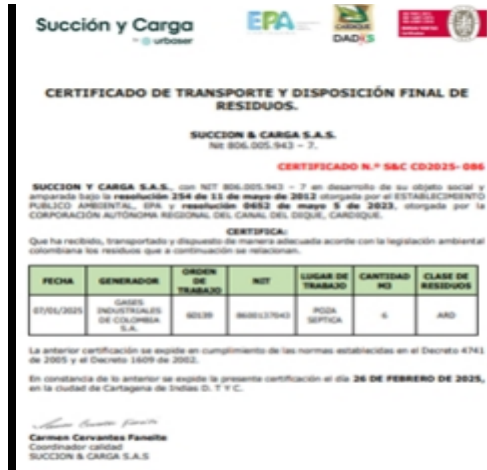 Succión y Carga
by urbaser
EPA
CARDIQUE
DADIS
CERTIFICADO DE TRANSPORTE Y DISPOSICIÓN FINAL DE
RESIDUOS.
SUCCION & CARGA S.A.S.
Nit 806.005.943 – 7.
CERTIFICADO N.° S&C CD2025- 086
SUCCION Y CARGA S.A.S., con NIT 806.005.943 – 7 en desarrollo de su objeto social y
amparada bajo la resolución 254 de 11 de mayo de 2012 otorgada por el ESTABLECIMIENTO
PUBLICO AMBIENTAL, EPA y resolución 0652 de mayo 5 de 2023, otorgada por la
CORPORACIÓN AUTÓNOMA REGIONAL DEL CANAL DEL DIQUE, CARDIQUE.
CERTIFICA:
Que ha recibido, transportado y dispuesto de manera adecuada acorde con la legislación ambiental
colombiana los residuos que a continuación se relacionan.
FECHA GENERADOR ORDEN DE TRABAJO NIT LUGAR DE TRABAJO CANTIDAD M3 CLASE DE RESIDUOS
07/01/2025 GASES INDUSTRIALES DE COLOMBIA S.A. 60139 8600137043 POZA SEPTICA 6 ARD
La anterior certificación se expide en cumplimiento de las normas establecidas en el Decreto 4741
de 2005 y el Decreto 1609 de 2002.
En constancia de lo anterior se expide la presente certificación el día 26 DE FEBRERO DE 2025,
en la ciudad de Cartagena de Indias D. T Y C.
Carmen Cervantes Faneite
Coordinador calidad
SUCCION & CARGA S.A.S